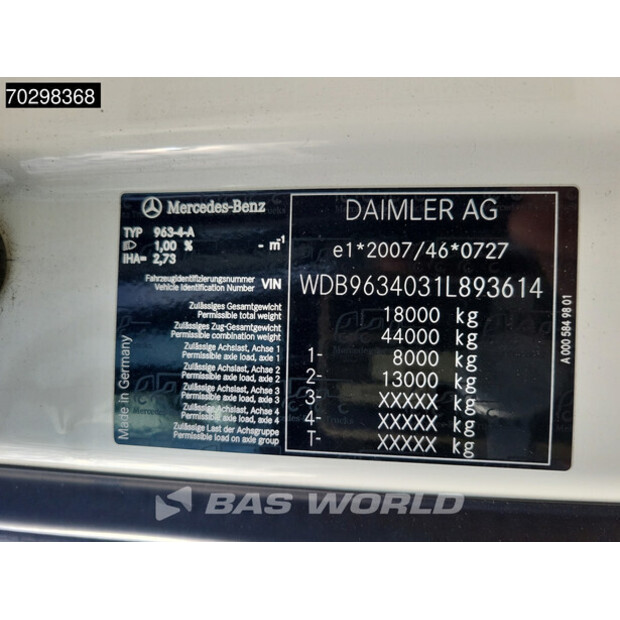 70298368
Mercedes-Benz
DAIMLER AG
TYP 963-4-A
1,00 % - m⁻¹
IHA= 2,73
e1*2007/46*0727
Fahrzeugidentifizierungsnummer
Vehicle Identification Number VIN
WDB9634031L893614
Zulässiges Gesamtgewicht
Permissible total weight
18000 kg
Zulässiges Zug-Gesamtgewicht
Permissible combination weight
44000 kg
Zulässige Achslast, Achse 1
Permissible axle load, axle 1
1- 8000 kg
Zulässige Achslast, Achse 2
Permissible axle load, axle 2
2- 13000 kg
Zulässige Achslast, Achse 3
Permissible axle load, axle 3
3- XXXXX kg
Zulässige Achslast, Achse 4
Permissible axle load, axle 4
4- XXXXX kg
Zulässige Last der Achsgruppe
Permissible load on axle group
T- XXXXX kg
Made in Germany
A 000 584 98 01
BAS WORLD